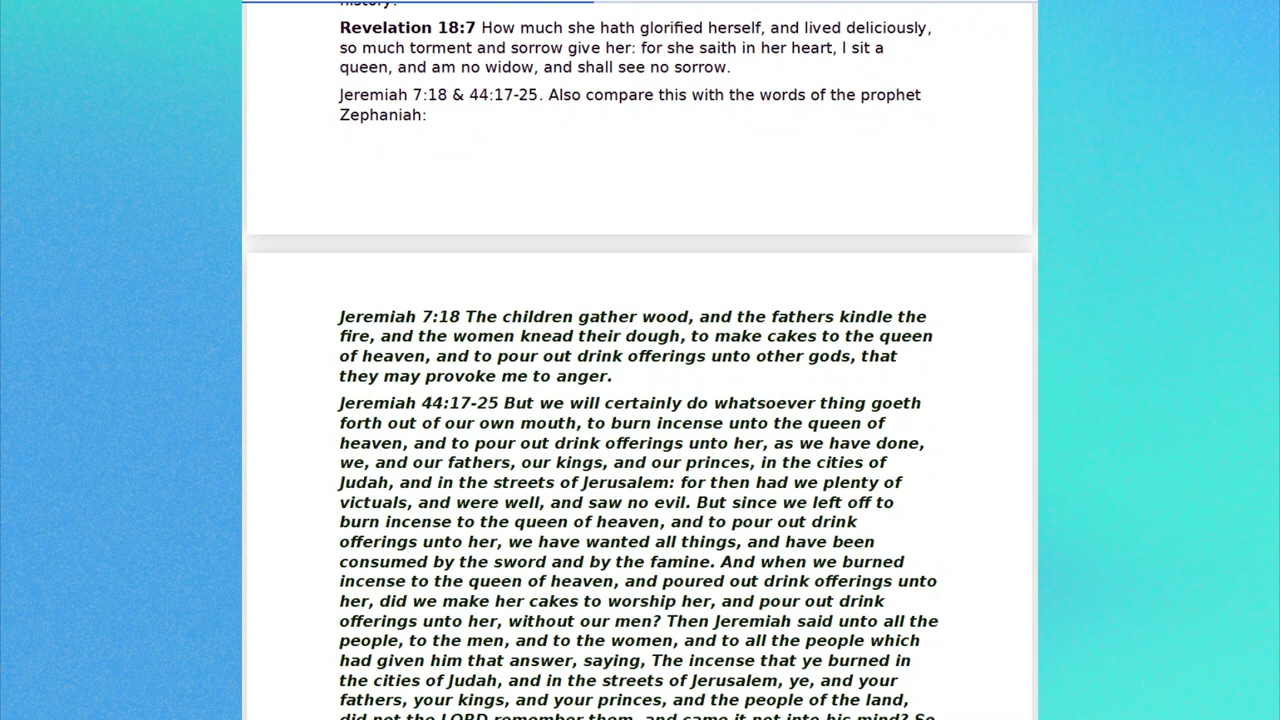 history?
Revelation 18:7 How much she hath glorified herself, and lived deliciously,
so much torment and sorrow give her: for she saith in her heart, I sit a
queen, and am no widow, and shall see no sorrow.
Jeremiah 7:18 & 44:17-25. Also compare this with the words of the prophet
Zephaniah:
Jeremiah 7:18 The children gather wood, and the fathers kindle the
fire, and the women knead their dough, to make cakes to the queen
of heaven, and to pour out drink offerings unto other gods, that
they may provoke me to anger.
Jeremiah 44:17-25 But we will certainly do whatsoever thing goeth
forth out of our own mouth, to burn incense unto the queen of
heaven, and to pour out drink offerings unto her, as we have done,
we, and our fathers, our kings, and our princes, in the cities of
Judah, and in the streets of Jerusalem: for then had we plenty of
victuals, and were well, and saw no evil. But since we left off to
burn incense to the queen of heaven, and to pour out drink
offerings unto her, we have wanted all things, and have been
consumed by the sword and by the famine. And when we burned
incense to the queen of heaven, and poured out drink offerings unto
her, did we make her cakes to worship her, and pour out drink
offerings unto her, without our men? Then Jeremiah said unto all the
people, to the men, and to the women, and to all the people which
had given him that answer, saying, The incense that ye burned in
the cities of Judah, and in the streets of Jerusalem, ye, and your
fathers, your kings, and your princes, and the people of the land,
did not the LORD remember them, and came it not into his mind? So